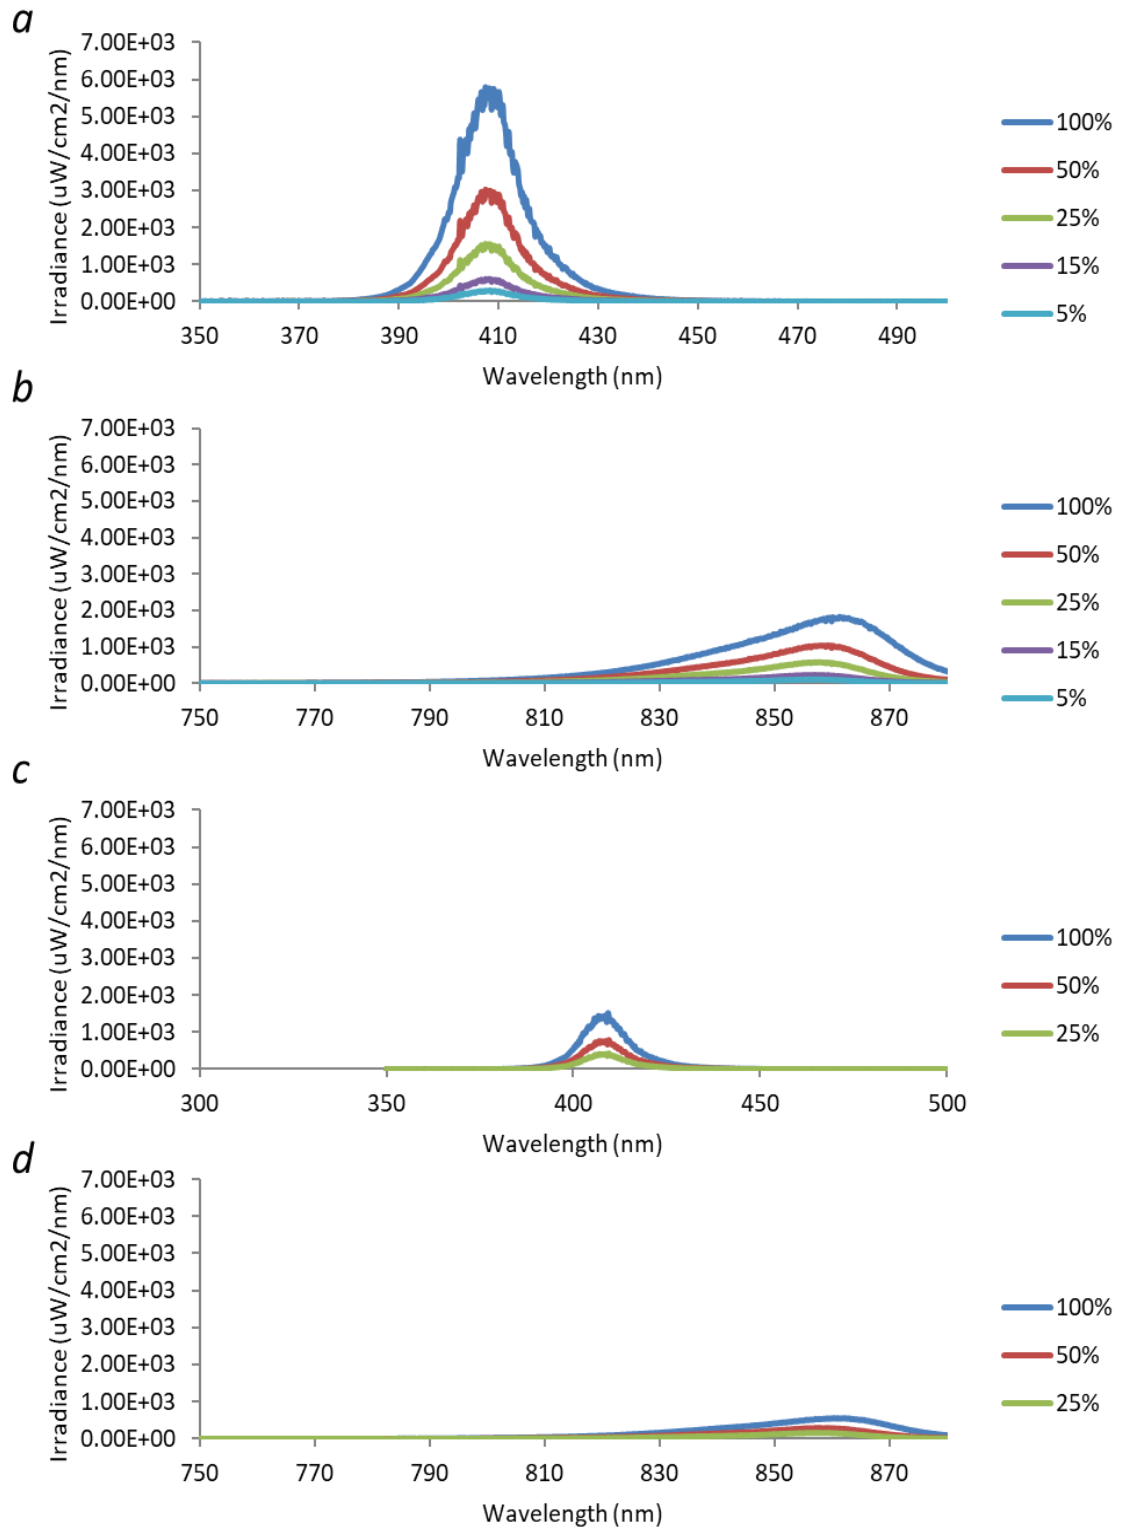 a
7.00E+03
6.00E+03
5.00E+03
4.00E+03
3.00E+03
2.00E+03
1.00E+03
0.00E+00
Irradiance (uW/cm2/nm)
350 370 390 410 430 450 470 490
Wavelength (nm)
100%
50%
25%
15%
5%
b
7.00E+03
6.00E+03
5.00E+03
4.00E+03
3.00E+03
2.00E+03
1.00E+03
0.00E+00
Irradiance (uW/cm2/nm)
750 770 790 810 830 850 870
Wavelength (nm)
100%
50%
25%
15%
5%
c
7.00E+03
6.00E+03
5.00E+03
4.00E+03
3.00E+03
2.00E+03
1.00E+03
0.00E+00
Irradiance (uW/cm2/nm)
300 350 400 450 500
Wavelength (nm)
100%
50%
25%
d
7.00E+03
6.00E+03
5.00E+03
4.00E+03
3.00E+03
2.00E+03
1.00E+03
0.00E+00
Irradiance (uW/cm2/nm)
750 770 790 810 830 850 870
Wavelength (nm)
100%
50%
25%